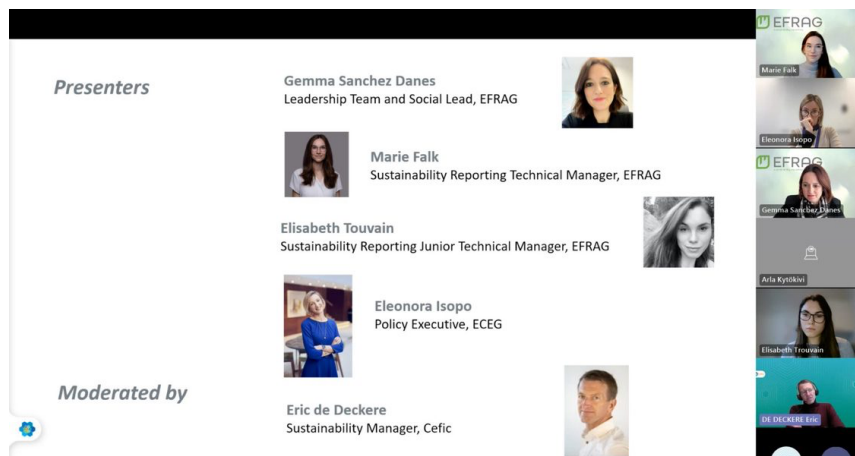 Presenters
Gemma Sanchez Danes
Leadership Team and Social Lead, EFRAG
Marie Falk
Sustainability Reporting Technical Manager, EFRAG
Elisabeth Touvain
Sustainability Reporting Junior Technical Manager, EFRAG
Eleonora Isopo
Policy Executive, ECEG
Moderated by
Eric de Deckere
Sustainability Manager, Cefic
EFRAG
Marie Falk
Eleonora Isopo
EFRAG
Gemma Sanchez Danes
Arla Kytökivi
Elisabeth Trouvain
DE DECKERE Eric